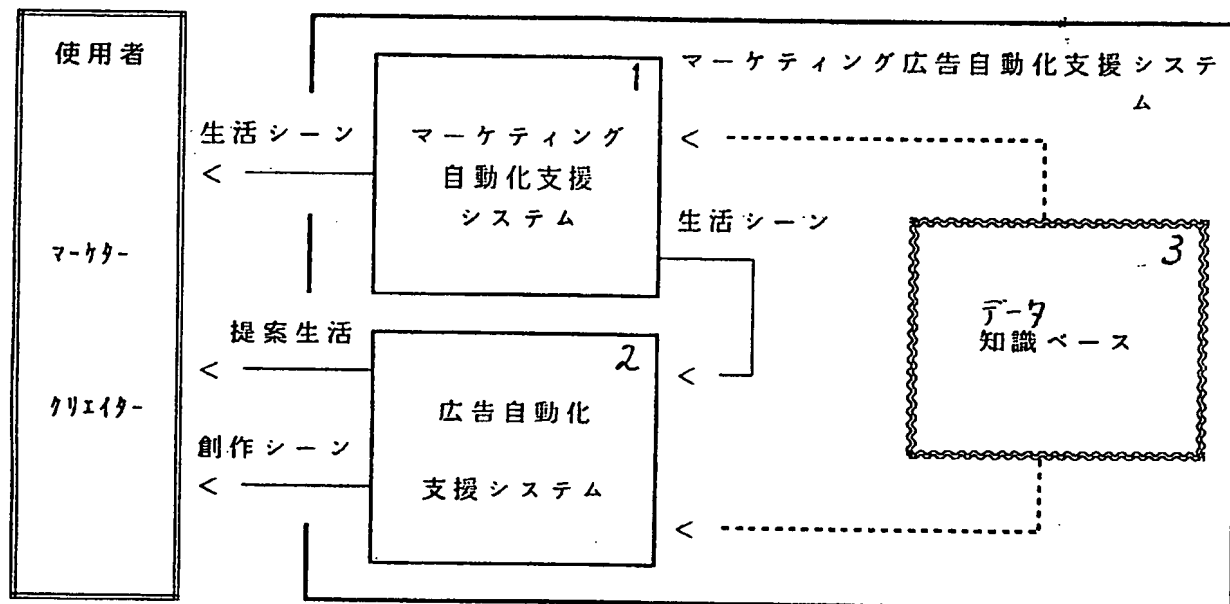 使用者
マーケター
クリエイター
生活シーン
提案生活
創作シーン
1
マーケティング
自動化支援
システム
生活シーン
2
広告自動化
支援システム
マーケティング広告自動化支援システ
ム
3
データ
知識ベース